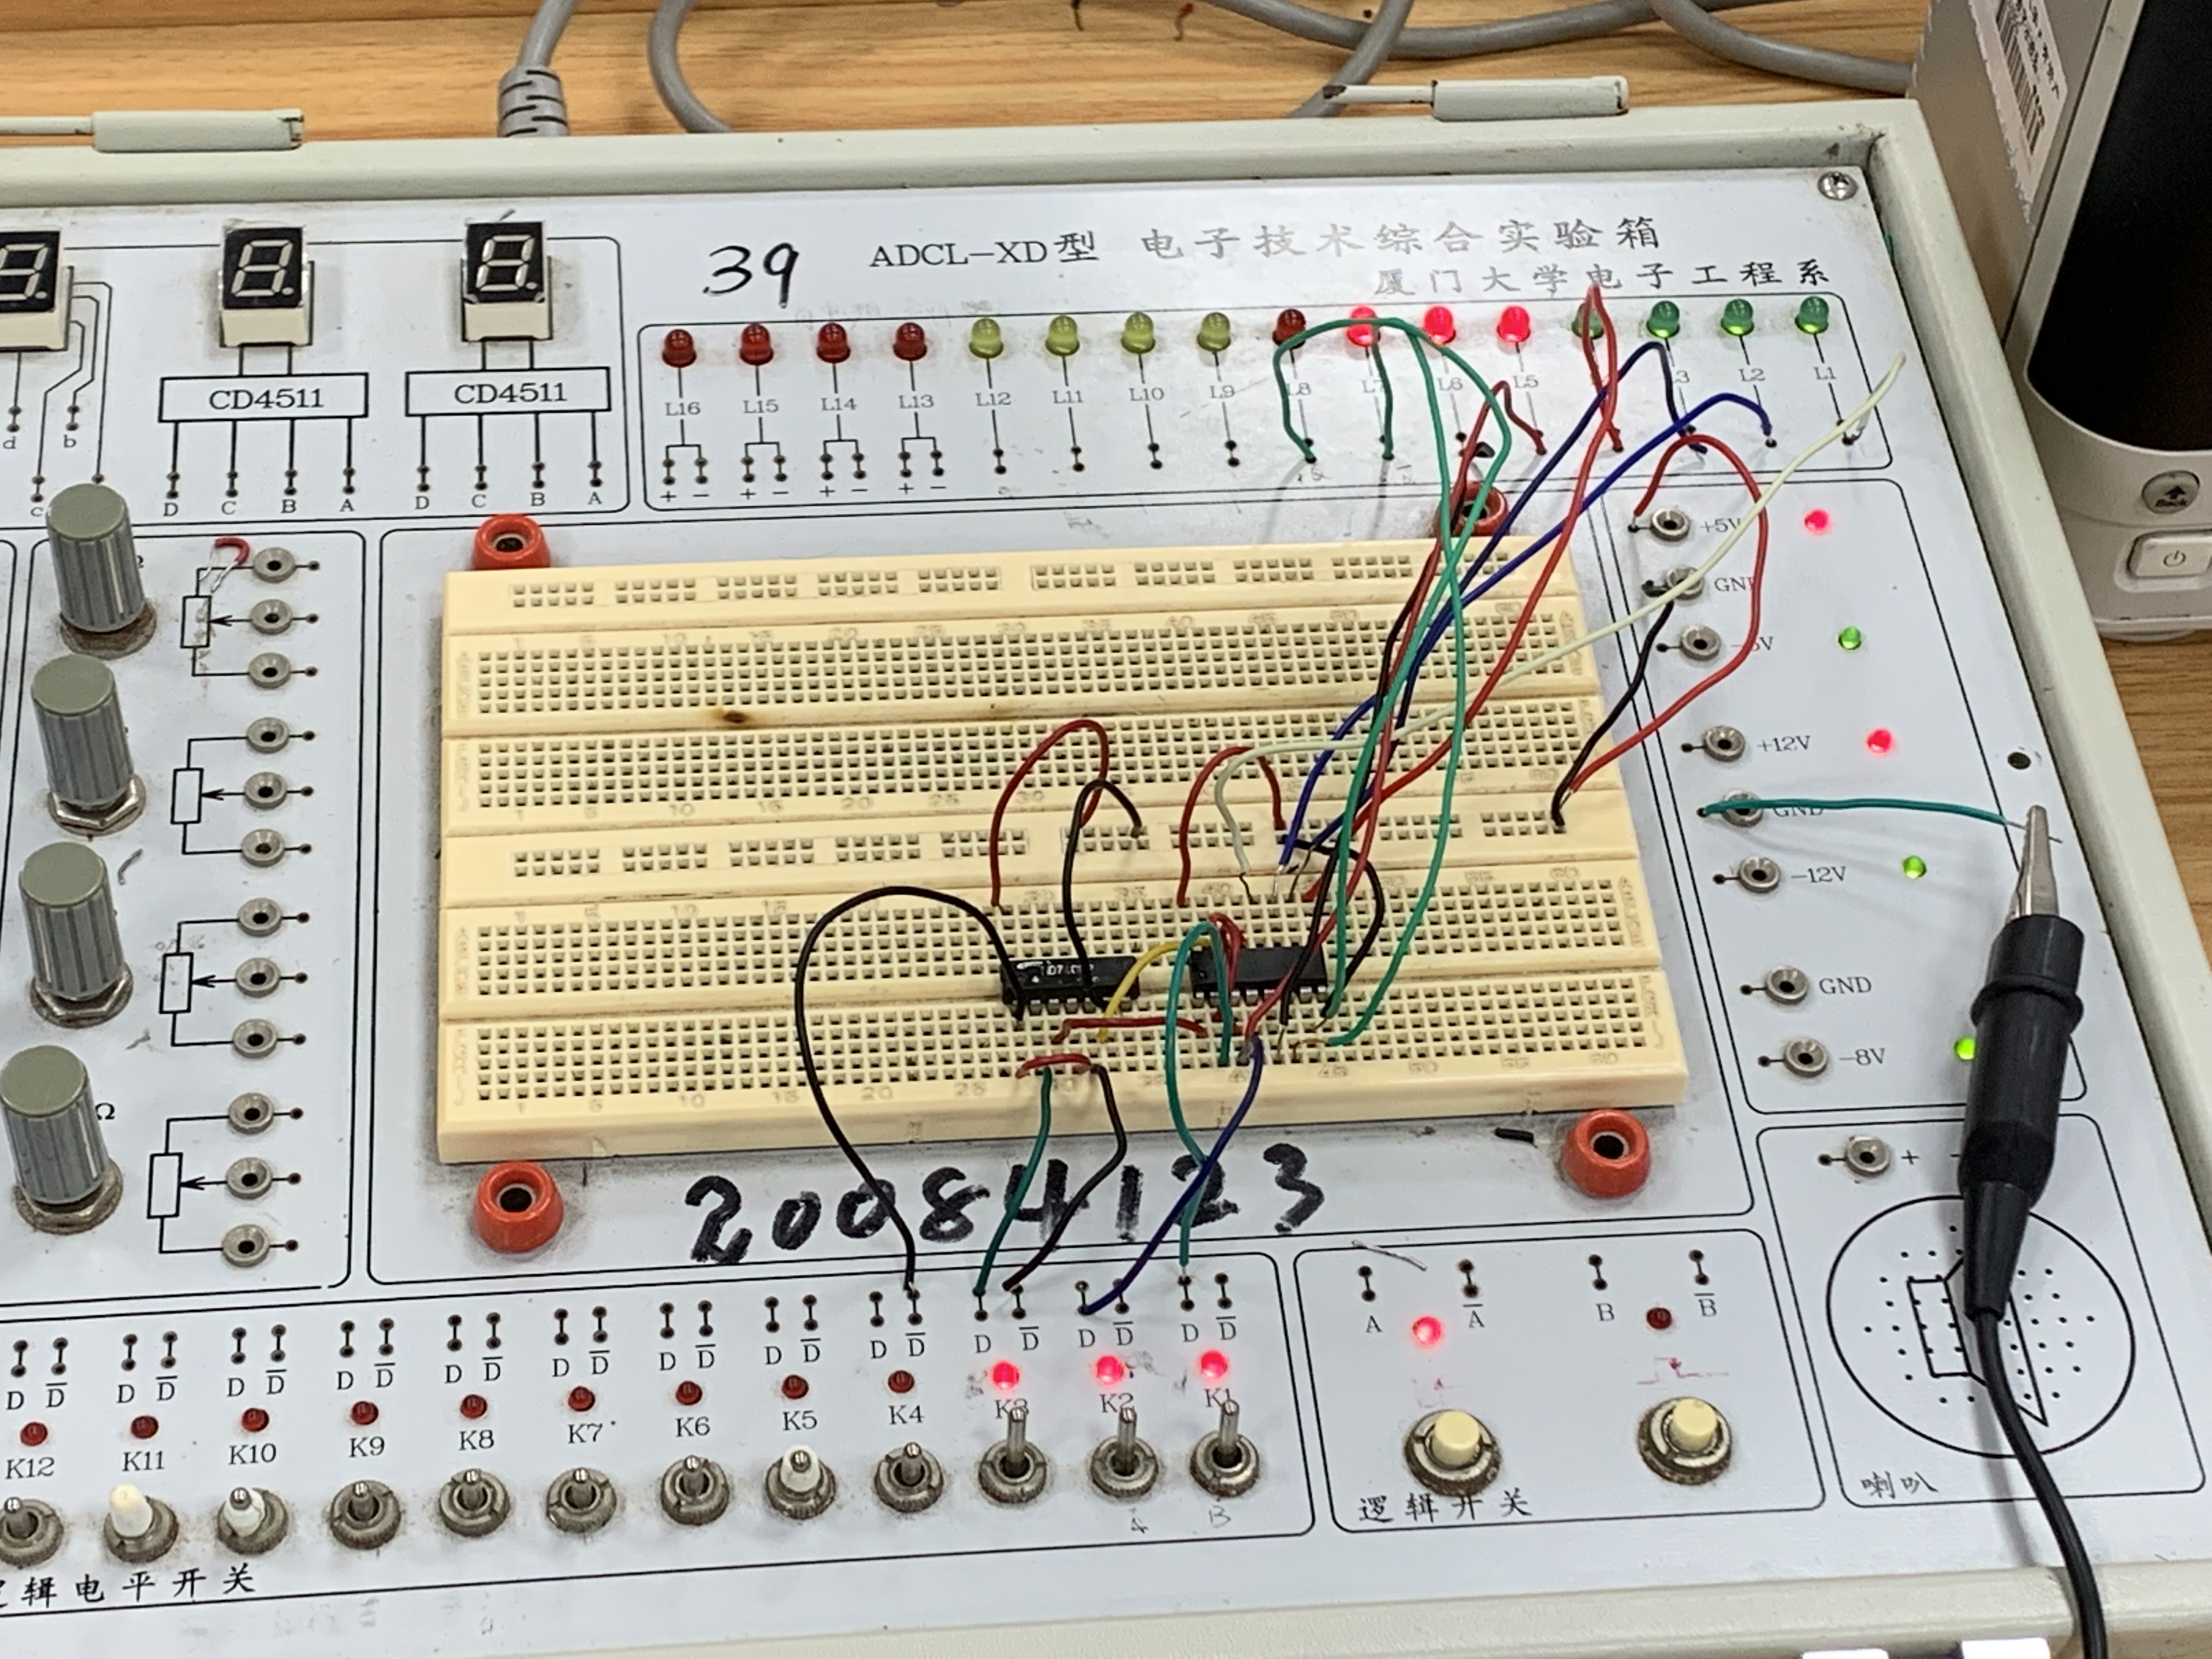 39
ADCL-XD型 电子技术综合实验箱
厦门大学电子工程系
CD4511
CD4511
L16 L15 L14 L13 L12 L11 L10 L9 L8 L7 L6 L5 3 L2 L1
+ - + - + - + -
d b
c
D C B A
D C B A
+5V
GND
-5V
+12V
GND
-12V
GND
-8V
Ω
20084123
D D̅ D D̅ D D̅ D D̅ D D̅ D D̅ D D̅ D D̅ D D̅ D D̅ D D̅ D D̅
K12 K11 K10 K9 K8 K7 K6 K5 K4 K3 K2 K1
A A̅ B B̅
+ -
A B
逻辑开关
喇叭
辑电平开关
Back